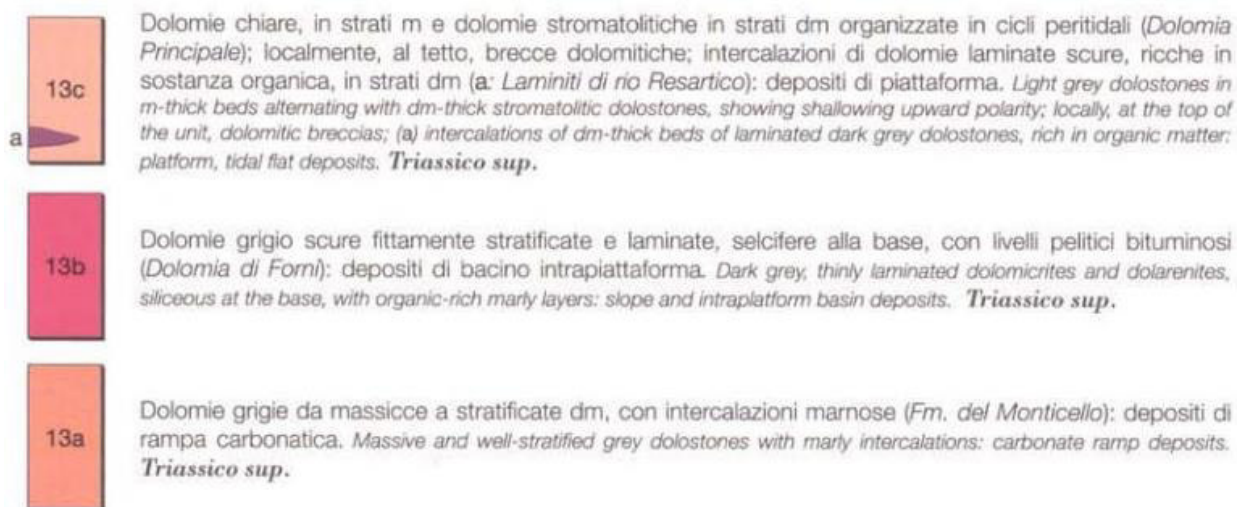 Dolomie chiare, in strati m e dolomie stromatolitiche in strati dm organizzate in cicli peritidali (Dolomia
Principale); localmente, al tetto, brecce dolomitiche; intercalazioni di dolomie laminate scure, ricche in
13c
sostanza organica, in strati dm (a: Laminiti di rio Resartico): depositi di piattaforma. Light grey dolostones in
m-thick beds alternating with dm-thick stromatolitic dolostones, showing shallowing upward polarity; locally, at the top of
a
the unit, dolomitic breccias; (a) intercalations of dm-thick beds of laminated dark grey dolostones, rich in organic matter:
platform, tidal flat deposits. Triassico sup.
Dolomie grigio scure fittamente stratificate e laminate, selcifere alla base, con livelli pelitici bituminosi
13b
(Dolomia di Forni): depositi di bacino intrapiattaforma. Dark grey, thinly laminated dolomicrites and dolarenites,
siliceous at the base, with organic-rich marly layers: slope and intraplatform basin deposits. Triassico sup.
Dolomie grigie da massicce a stratificate dm, con intercalazioni marnose (Fm. del Monticello): depositi di
13a
rampa carbonatica. Massive and well-stratified grey dolostones with marly intercalations: carbonate ramp deposits.
Triassico sup.